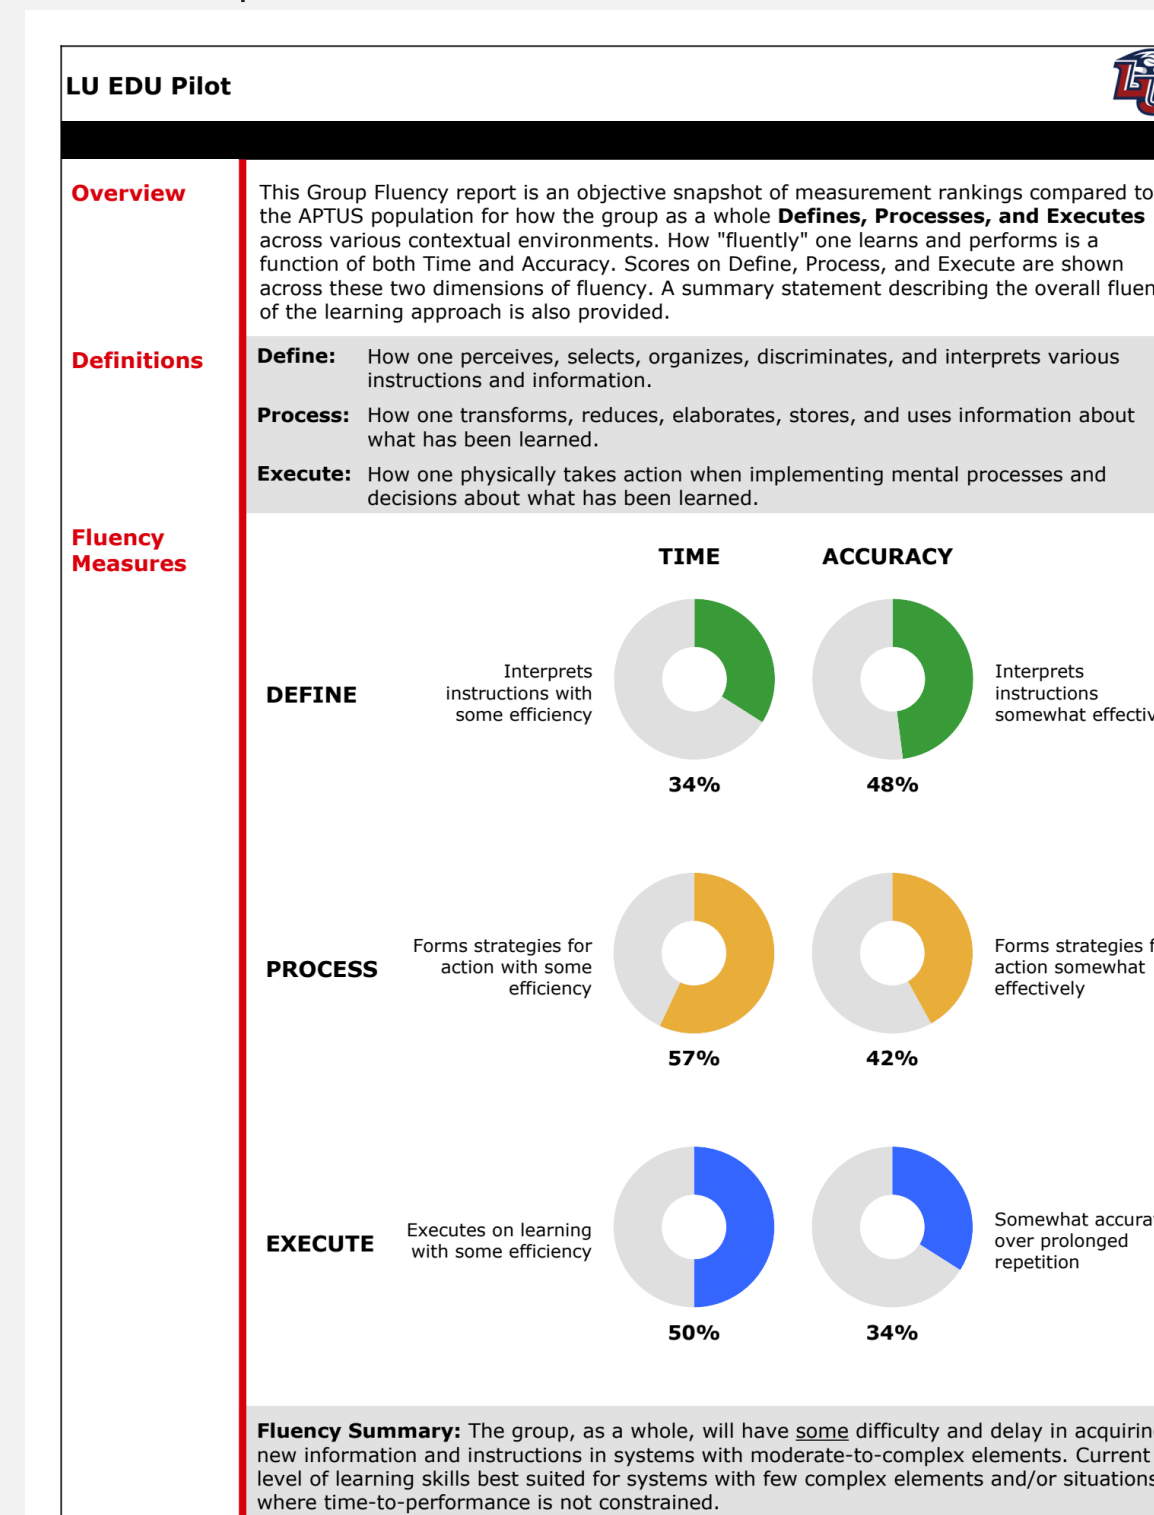 LU EDU Pilot
Overview
This Group Fluency report is an objective snapshot of measurement rankings compared to
the APTUS population for how the group as a whole Defines, Processes, and Executes
across various contextual environments. How "fluently" one learns and performs is a
function of both Time and Accuracy. Scores on Define, Process, and Execute are shown
across these two dimensions of fluency. A summary statement describing the overall
of the learning approach is also provided.
Definitions
Define: How one perceives, selects, organizes, discriminates, and interprets various
instructions and information.
Process: How one transforms, reduces, elaborates, stores, and uses information about
what has been learned.
Execute: How one physically takes action when implementing mental processes and
decisions about what has been learned.
Fluency
Measures
TIME ACCURACY
DEFINE
Interprets
instructions with
some efficiency
34%
48%
Interprets
instructions
somewhat
PROCESS
Forms strategies for
action with some
efficiency
57%
42%
Forms strategies
action somewhat
effectively
EXECUTE
Executes on learning
with some efficiency
50%
34%
Somewhat
over prolonged
repetition
Fluency Summary: The group, as a whole, will have some difficulty and delay in
new information and instructions in systems with moderate-to-complex elements. Current
level of learning skills best suited for systems with few complex elements and/or situations
where time-to-performance is not constrained.